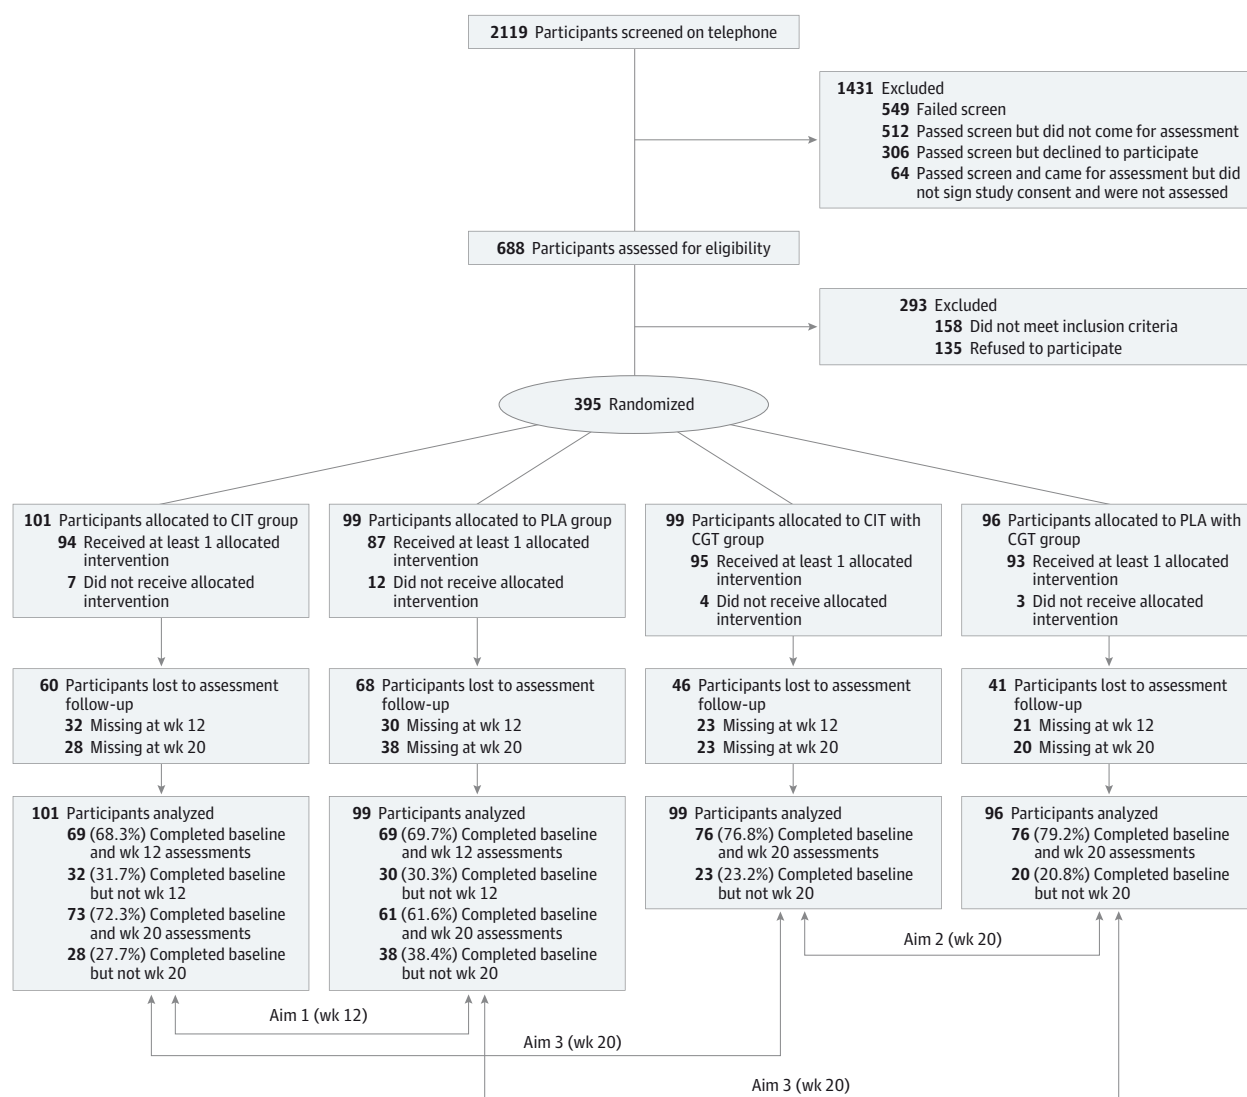 2119 Participants screened on telephone
1431 Excluded
549 Failed screen
512 Passed screen but did not come for assessment
306 Passed screen but declined to participate
64 Passed screen and came for assessment but did
not sign study consent and were not assessed
688 Participants assessed for eligibility
293 Excluded
158 Did not meet inclusion criteria
135 Refused to participate
395 Randomized
101 Participants allocated to CIT group
94 Received at least 1 allocated
intervention
7 Did not receive allocated
intervention
99 Participants allocated to PLA group
87 Received at least 1 allocated
intervention
12 Did not receive allocated
intervention
99 Participants allocated to CIT with
CGT group
95 Received at least 1 allocated
intervention
4 Did not receive allocated
intervention
96 Participants allocated to PLA with
CGT group
93 Received at least 1 allocated
intervention
3 Did not receive allocated
intervention
60 Participants lost to assessment
follow-up
32 Missing at wk 12
28 Missing at wk 20
68 Participants lost to assessment
follow-up
30 Missing at wk 12
38 Missing at wk 20
46 Participants lost to assessment
follow-up
23 Missing at wk 12
23 Missing at wk 20
41 Participants lost to assessment
follow-up
21 Missing at wk 12
20 Missing at wk 20
101 Participants analyzed
69 (68.3%) Completed baseline
and wk 12 assessments
32 (31.7%) Completed baseline
but not wk 12
73 (72.3%) Completed baseline
and wk 20 assessments
28 (27.7%) Completed baseline
but not wk 20
99 Participants analyzed
69 (69.7%) Completed baseline
and wk 12 assessments
30 (30.3%) Completed baseline
but not wk 12
61 (61.6%) Completed baseline
and wk 20 assessments
38 (38.4%) Completed baseline
but not wk 20
99 Participants analyzed
76 (76.8%) Completed baseline
and wk 20 assessments
23 (23.2%) Completed baseline
but not wk 20
96 Participants analyzed
76 (79.2%) Completed baseline
and wk 20 assessments
20 (20.8%) Completed baseline
but not wk 20
Aim 2 (wk 20)
Aim 1 (wk 12)
Aim 3 (wk 20)
Aim 3 (wk 20)